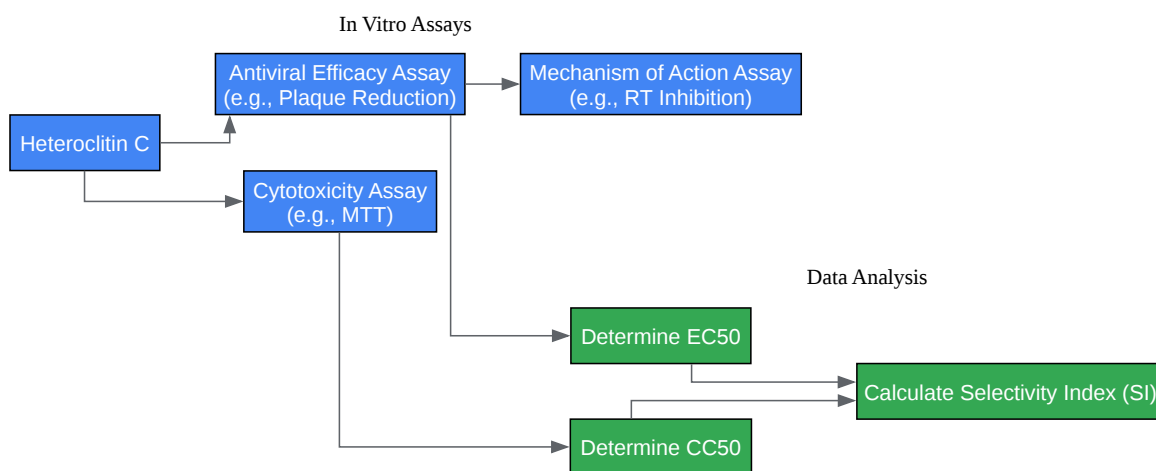 In Vitro Assays
Antiviral Efficacy Assay
(e.g., Plaque Reduction)
Mechanism of Action Assay
(e.g., RT Inhibition)
Heteroclitin C
Cytotoxicity Assay
(e.g., MTT)
Data Analysis
Determine EC50
Calculate Selectivity Index (SI)
Determine CC50